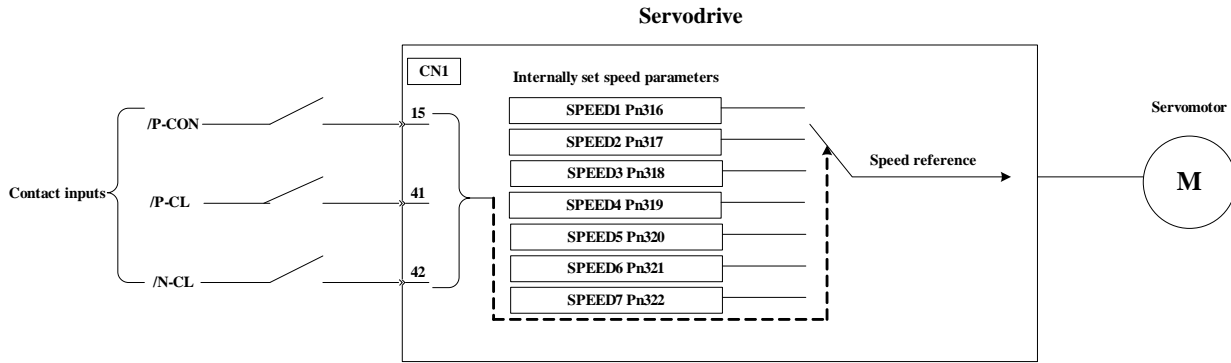 Servodrive
CN1
Internally set speed parameters
Contact inputs
/P-CON
15
/P-CL
41
/N-CL
42
SPEED1 Pn316
SPEED2 Pn317
SPEED3 Pn318
SPEED4 Pn319
SPEED5 Pn320
SPEED6 Pn321
SPEED7 Pn322
Speed reference
Servomotor
M